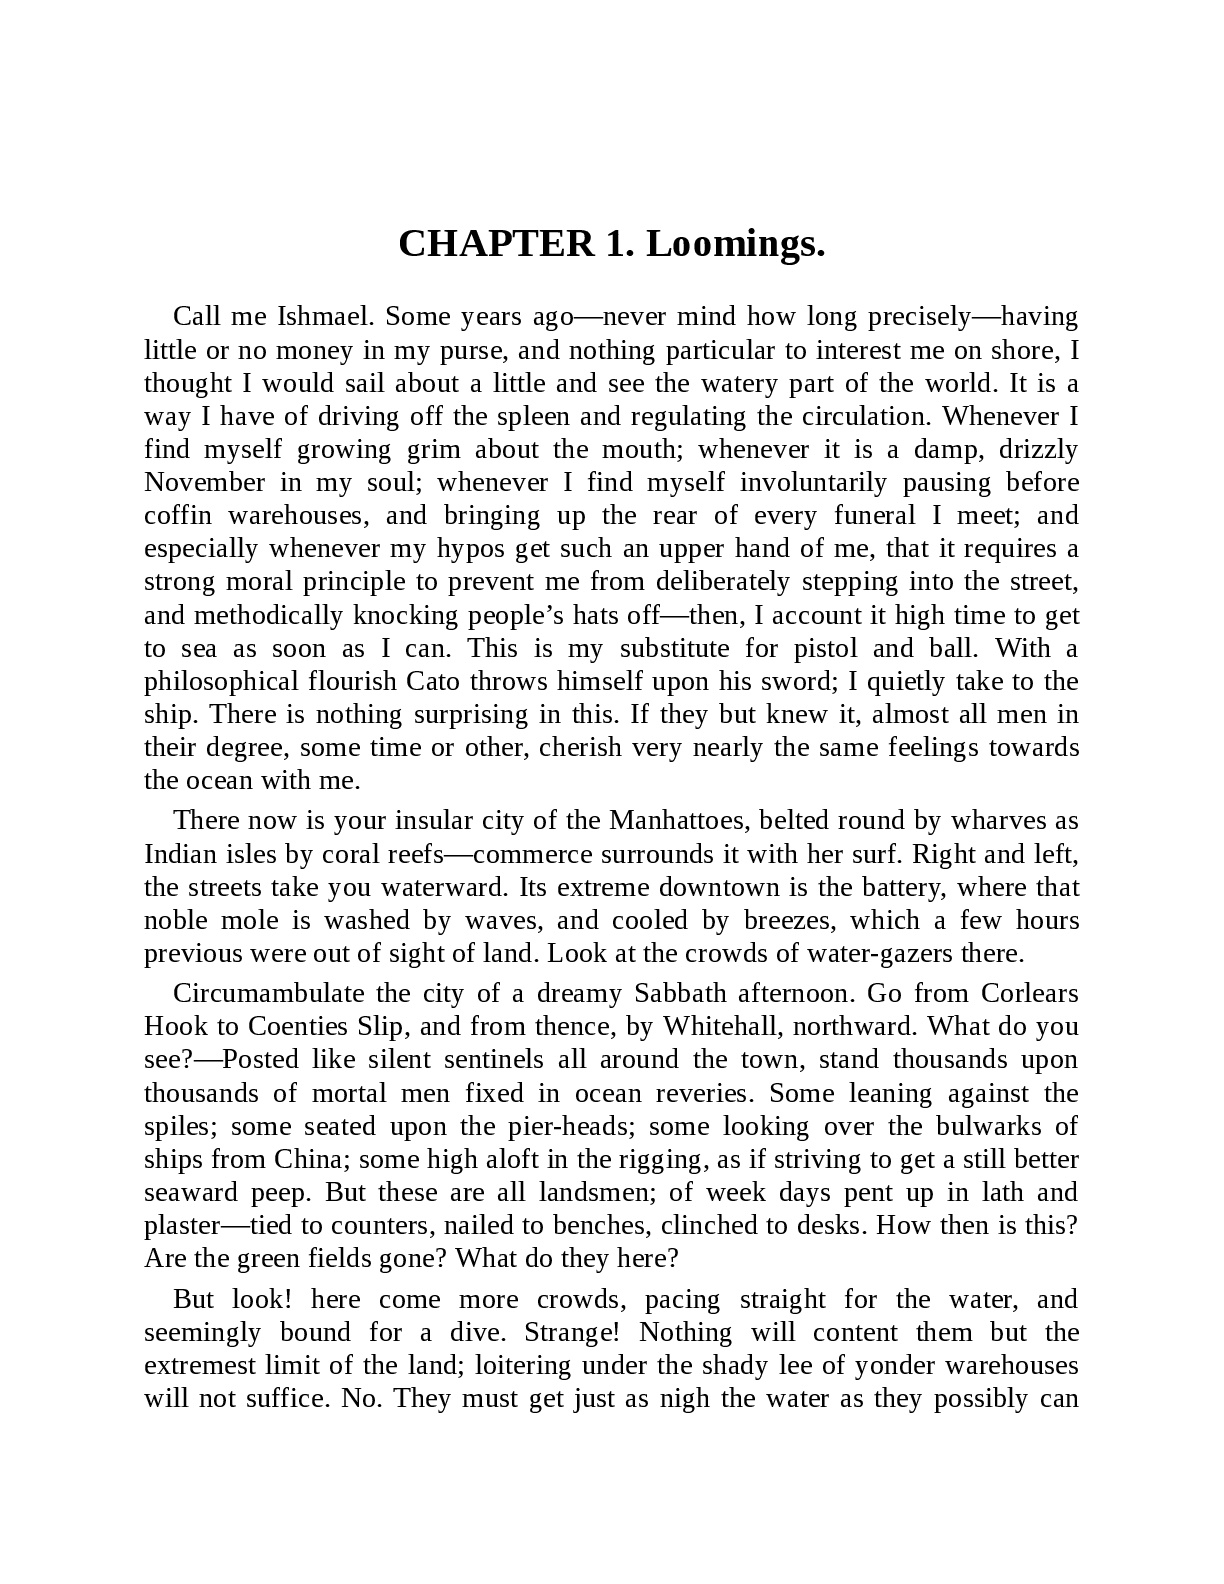 CHAPTER 1. Loomings.
Call me Ishmael. Some years ago—never mind how long precisely—having
little or no money in my purse, and nothing particular to interest me on shore, I
thought I would sail about a little and see the watery part of the world. It is a
way I have of driving off the spleen and regulating the circulation. Whenever I
find myself growing grim about the mouth; whenever it is a damp, drizzly
November in my soul; whenever I find myself involuntarily pausing before
coffin warehouses, and bringing up the rear of every funeral I meet; and
especially whenever my hypos get such an upper hand of me, that it requires a
strong moral principle to prevent me from deliberately stepping into the street,
and methodically knocking people’s hats off—then, I account it high time to get
to sea as soon as I can. This is my substitute for pistol and ball. With a
philosophical flourish Cato throws himself upon his sword; I quietly take to the
ship. There is nothing surprising in this. If they but knew it, almost all men in
their degree, some time or other, cherish very nearly the same feelings towards
the ocean with me.
There now is your insular city of the Manhattoes, belted round by wharves as
Indian isles by coral reefs—commerce surrounds it with her surf. Right and left,
the streets take you waterward. Its extreme downtown is the battery, where that
noble mole is washed by waves, and cooled by breezes, which a few hours
previous were out of sight of land. Look at the crowds of water-gazers there.
Circumambulate the city of a dreamy Sabbath afternoon. Go from Corlears
Hook to Coenties Slip, and from thence, by Whitehall, northward. What do you
see?—Posted like silent sentinels all around the town, stand thousands upon
thousands of mortal men fixed in ocean reveries. Some leaning against the
spiles; some seated upon the pier-heads; some looking over the bulwarks of
ships from China; some high aloft in the rigging, as if striving to get a still better
seaward peep. But these are all landsmen; of week days pent up in lath and
plaster—tied to counters, nailed to benches, clinched to desks. How then is this?
Are the green fields gone? What do they here?
But look! here come more crowds, pacing straight for the water, and
seemingly bound for a dive. Strange! Nothing will content them but the
extremest limit of the land; loitering under the shady lee of yonder warehouses
will not suffice. No. They must get just as nigh the water as they possibly can